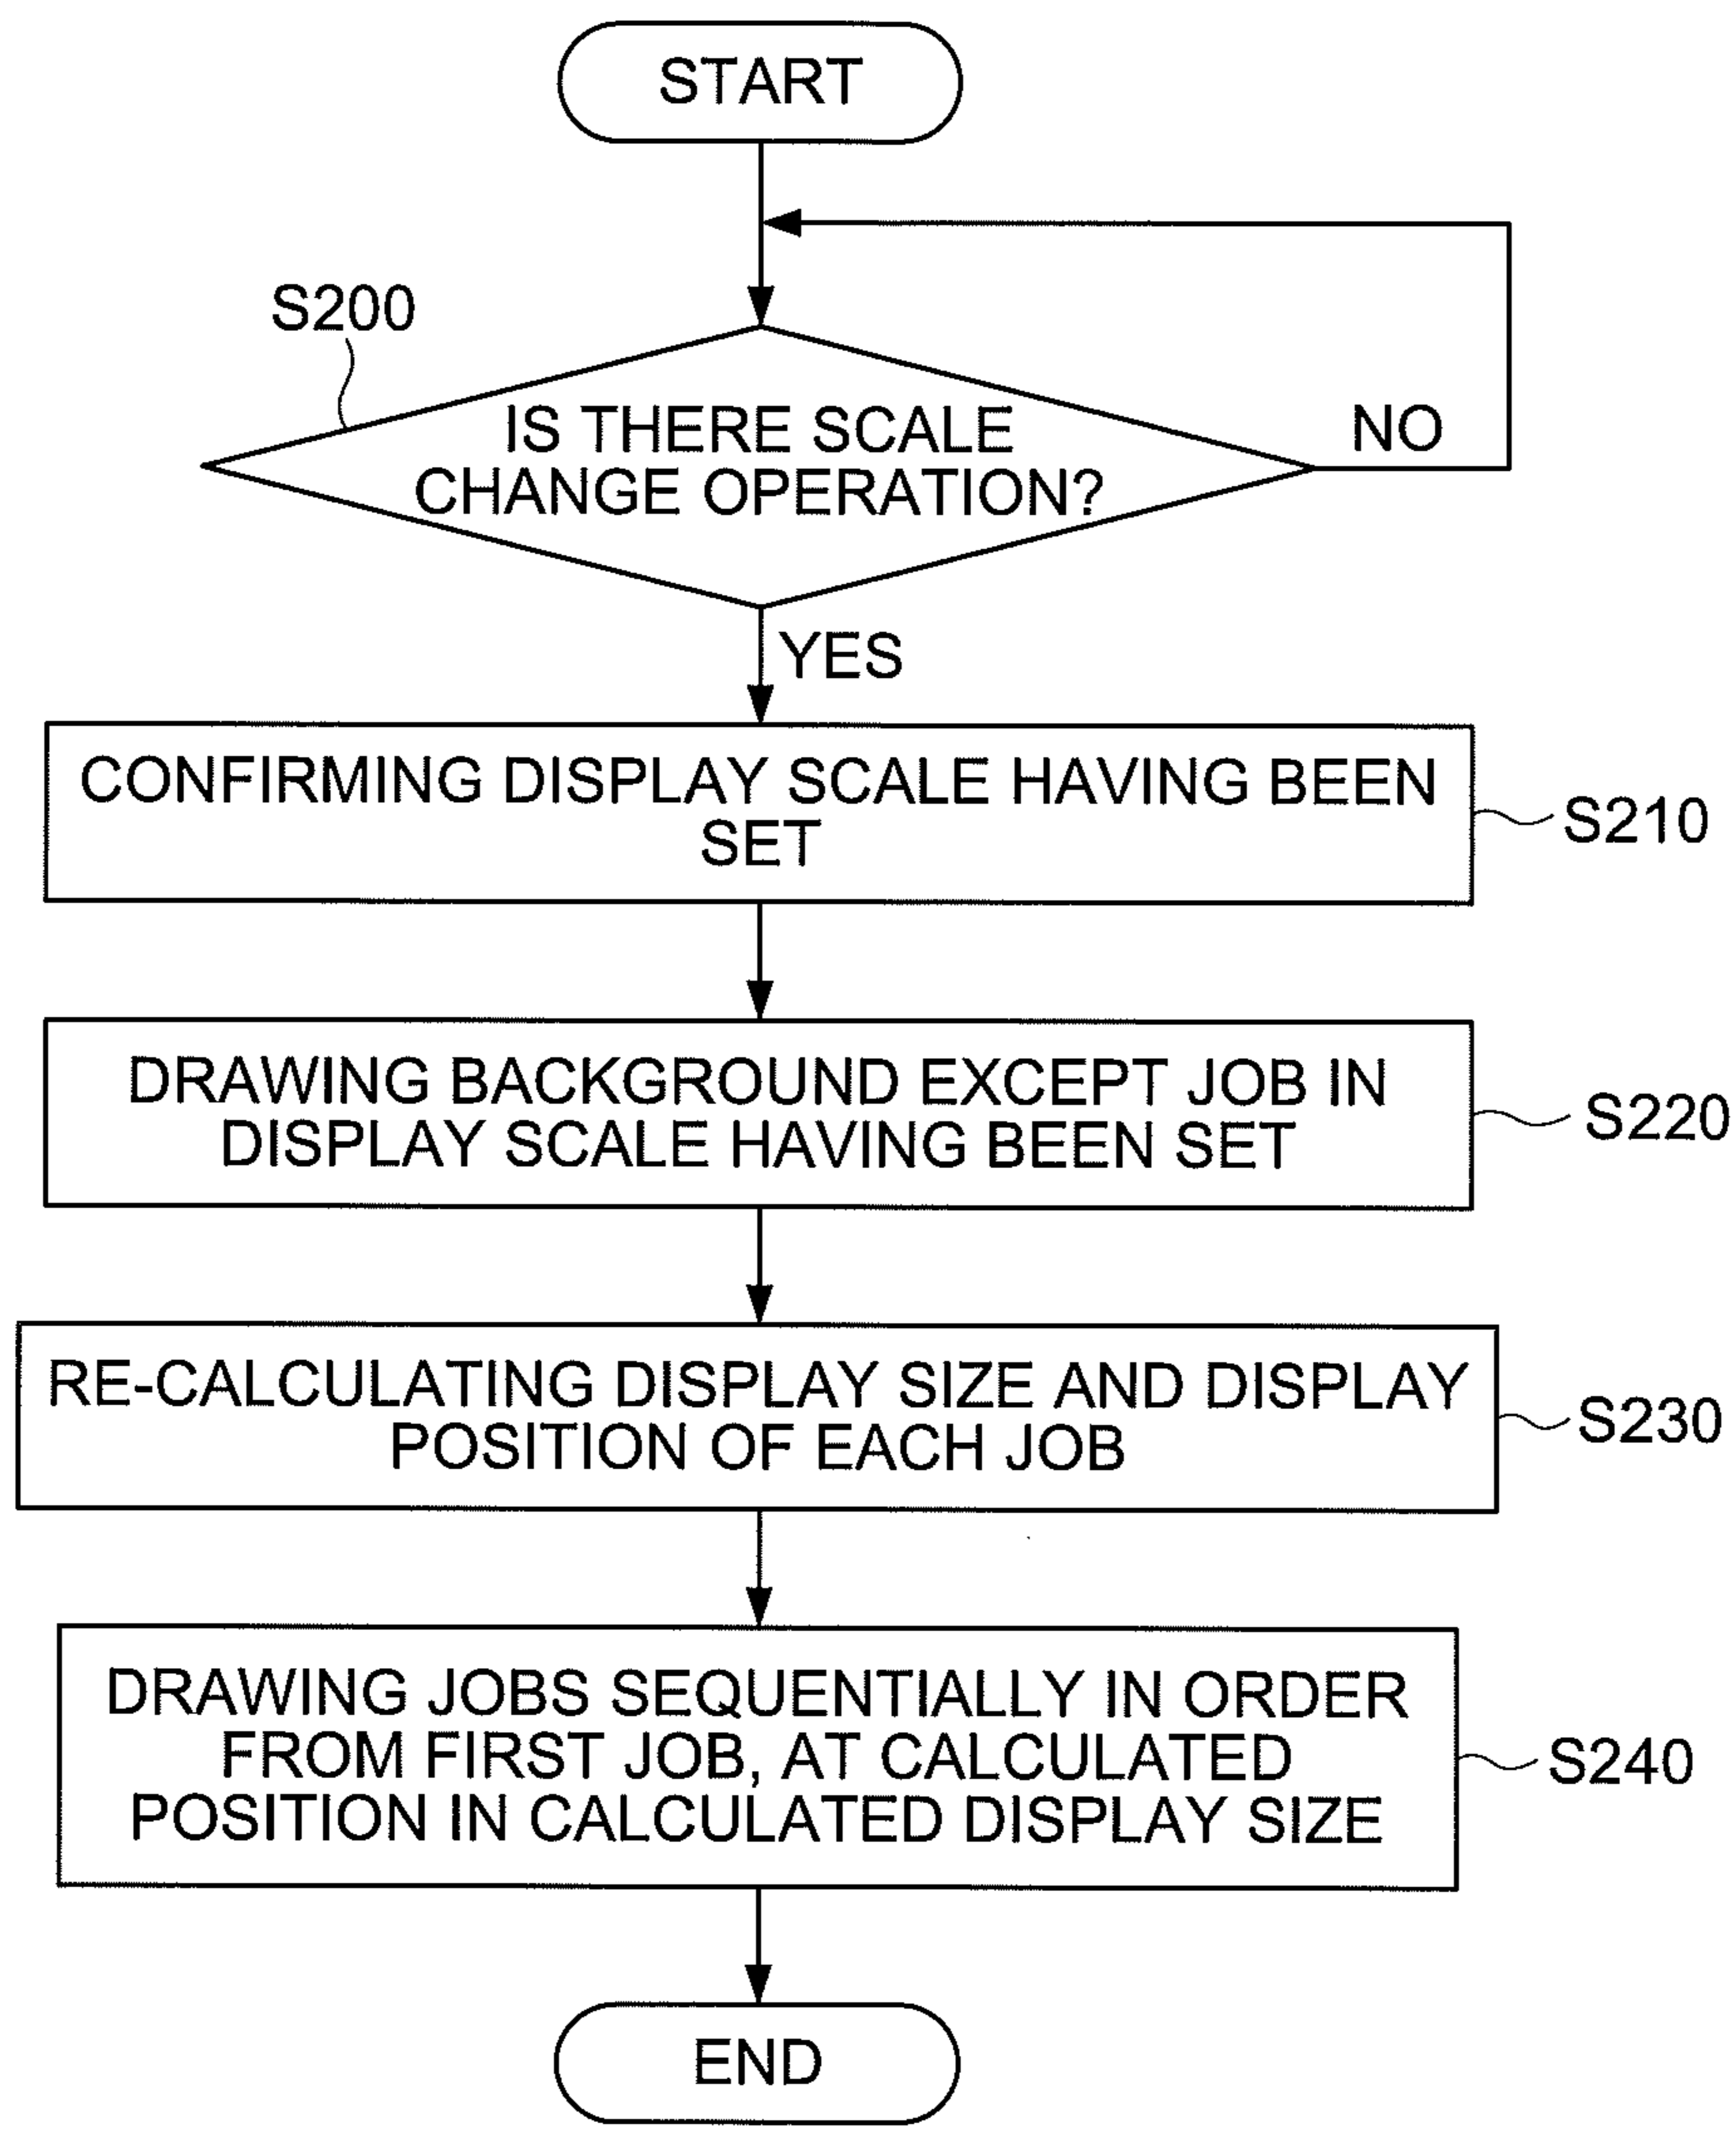 START
S200
IS THERE SCALE
CHANGE OPERATION?
NO
YES
CONFIRMING DISPLAY SCALE HAVING BEEN
SET
S210
DRAWING BACKGROUND EXCEPT JOB IN
DISPLAY SCALE HAVING BEEN SET
S220
RE-CALCULATING DISPLAY SIZE AND DISPLAY
POSITION OF EACH JOB
S230
DRAWING JOBS SEQUENTIALLY IN ORDER
FROM FIRST JOB, AT CALCULATED
POSITION IN CALCULATED DISPLAY SIZE
S240
END